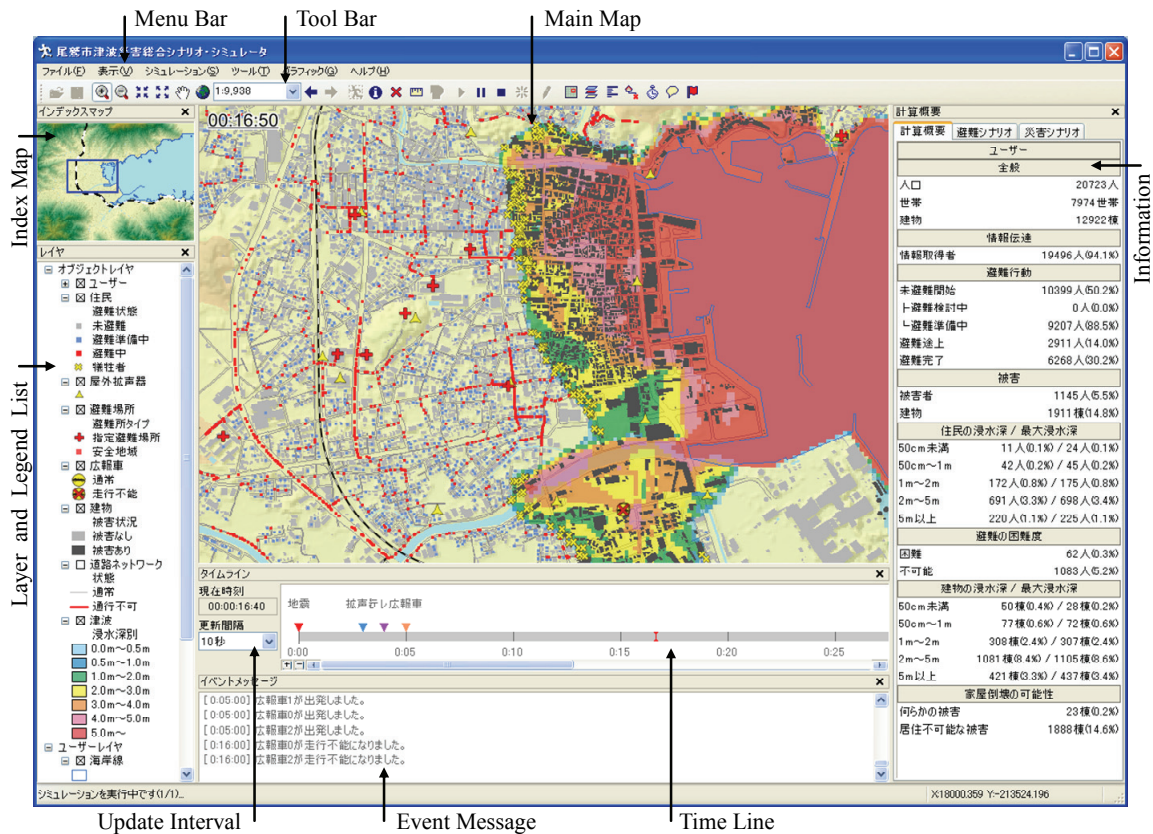 Menu Bar
Tool Bar
Main Map
尾鷲市津波災害総合シナリオ・シミュレータ
ファイル(F) 表示(V) シミュレーション(S) ツール(T) グラフィック(G) ヘルプ(H)
1:9,938
インデックスマップ
Index Map
レイヤ
オブジェクトレイヤ
ユーザー
住民
避難状態
未避難
避難準備中
避難中
犠牲者
屋外拡声器
避難場所
避難所タイプ
指定避難場所
安全地域
広報車
通常
走行不能
建物
被害状況
被害なし
被害あり
道路ネットワーク
状態
通常
通行不可
津波
浸水深別
0.0m～0.5m
0.5m～1.0m
1.0m～2.0m
2.0m～3.0m
3.0m～4.0m
4.0m～5.0m
5.0m～
ユーザーレイヤ
海岸線
Layer and Legend List
00:16:50
タイムライン
現在時刻
00:00:16:40
更新間隔
10秒
地震 拡声テレ広報車
0:00 0:05 0:10 0:15 0:20 0:25
イベントメッセージ
[0:05:00] 広報車1が出発しました。
[0:05:00] 広報車0が出発しました。
[0:05:00] 広報車2が出発しました。
[0:16:00] 広報車0が走行不能になりました。
[0:16:00] 広報車2が走行不能になりました。
計算概要
計算概要 避難シナリオ 災害シナリオ
ユーザー
全般
人口 20723人
世帯 7974世帯
建物 12922棟
情報伝達
情報取得者 19496人(94.1%)
避難行動
未避難開始 10399人(50.2%)
├避難検討中 0人(0.0%)
└避難準備中 9207人(88.5%)
避難途上 2911人(14.0%)
避難完了 6268人(30.2%)
被害
被害者 1145人(5.5%)
建物 1911棟(14.8%)
住民の浸水深 / 最大浸水深
50cm未満 11人(0.1%) / 24人(0.1%)
50cm～1m 42人(0.2%) / 45人(0.2%)
1m～2m 172人(0.8%) / 175人(0.8%)
2m～5m 691人(3.3%) / 698人(3.4%)
5m以上 220人(1.1%) / 225人(1.1%)
避難の困難度
困難 62人(0.3%)
不可能 1083人(5.2%)
建物の浸水深 / 最大浸水深
50cm未満 50棟(0.4%) / 28棟(0.2%)
50cm～1m 77棟(0.6%) / 72棟(0.6%)
1m～2m 308棟(2.4%) / 307棟(2.4%)
2m～5m 1081棟(8.4%) / 1105棟(8.6%)
5m以上 421棟(3.3%) / 437棟(3.4%)
家屋倒壊の可能性
何らかの被害 23棟(0.2%)
居住不可能な被害 1888棟(14.6%)
Information
シミュレーションを実行中です(1/1)...
X:18000.359 Y:-213524.196
Update Interval
Event Message
Time Line